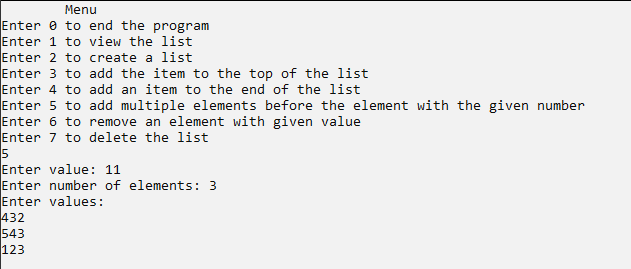 Menu
Enter 0 to end the program
Enter 1 to view the list
Enter 2 to create a list
Enter 3 to add the item to the top of the list
Enter 4 to add an item to the end of the list
Enter 5 to add multiple elements before the element with the given number
Enter 6 to remove an element with given value
Enter 7 to delete the list
5
Enter value: 11
Enter number of elements: 3
Enter values:
432
543
123